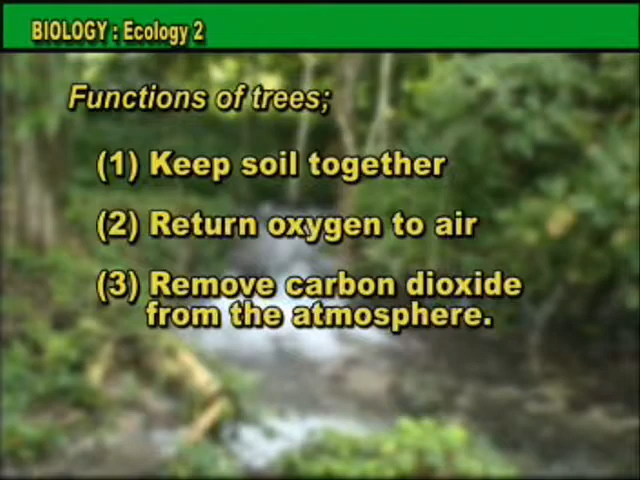 BIOLOGY : Ecology 2
Functions of trees;
(1) Keep soil together
(2) Return oxygen to air
(3) Remove carbon dioxide
from the atmosphere.